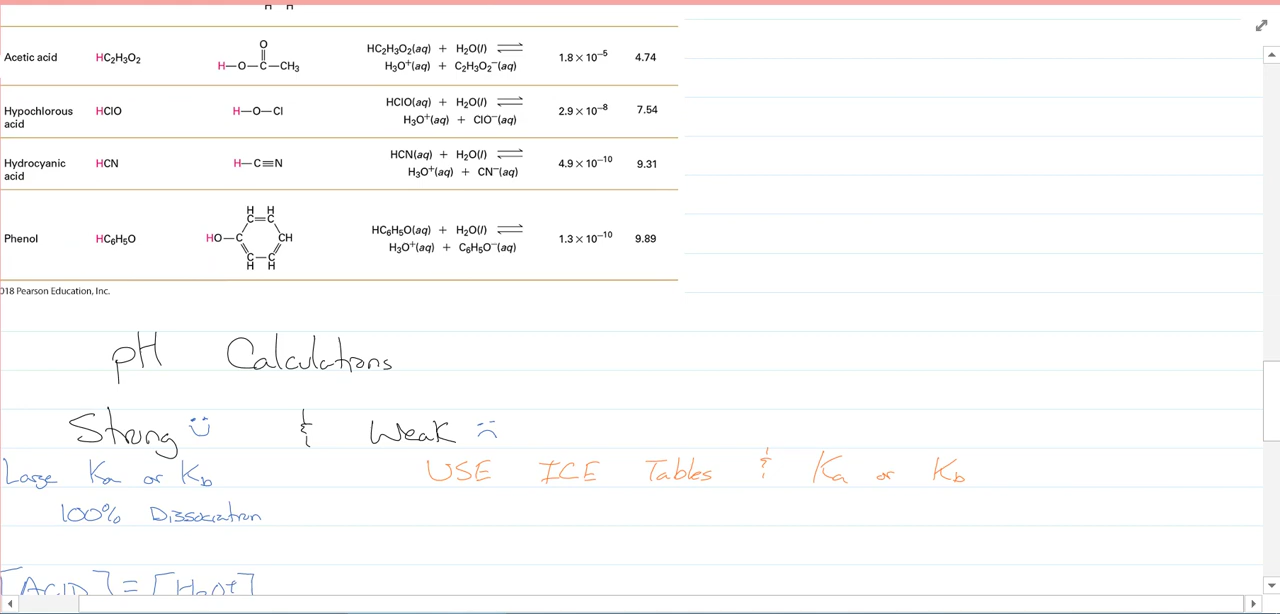 H H
Acetic acid HC₂H₃O₂ O H—O—C—CH₃ HC₂H₃O₂(aq) + H₂O(l) ⇌ H₃O⁺(aq) + C₂H₃O₂⁻(aq) 1.8 × 10⁻⁵ 4.74
Hypochlorous acid HClO H—O—Cl HClO(aq) + H₂O(l) ⇌ H₃O⁺(aq) + ClO⁻(aq) 2.9 × 10⁻⁸ 7.54
Hydrocyanic acid HCN H—C≡N HCN(aq) + H₂O(l) ⇌ H₃O⁺(aq) + CN⁻(aq) 4.9 × 10⁻¹⁰ 9.31
Phenol HC₆H₅O H H C=C HO—C CH C—C H H HC₆H₅O(aq) + H₂O(l) ⇌ H₃O⁺(aq) + C₆H₅O⁻(aq) 1.3 × 10⁻¹⁰ 9.89
018 Pearson Education, Inc.
pH Calculations
Strong & Weak
Large Ka or Kb USE ICE Tables & Ka or Kb
100% Dissociation
[ACID] = [H₃O⁺]